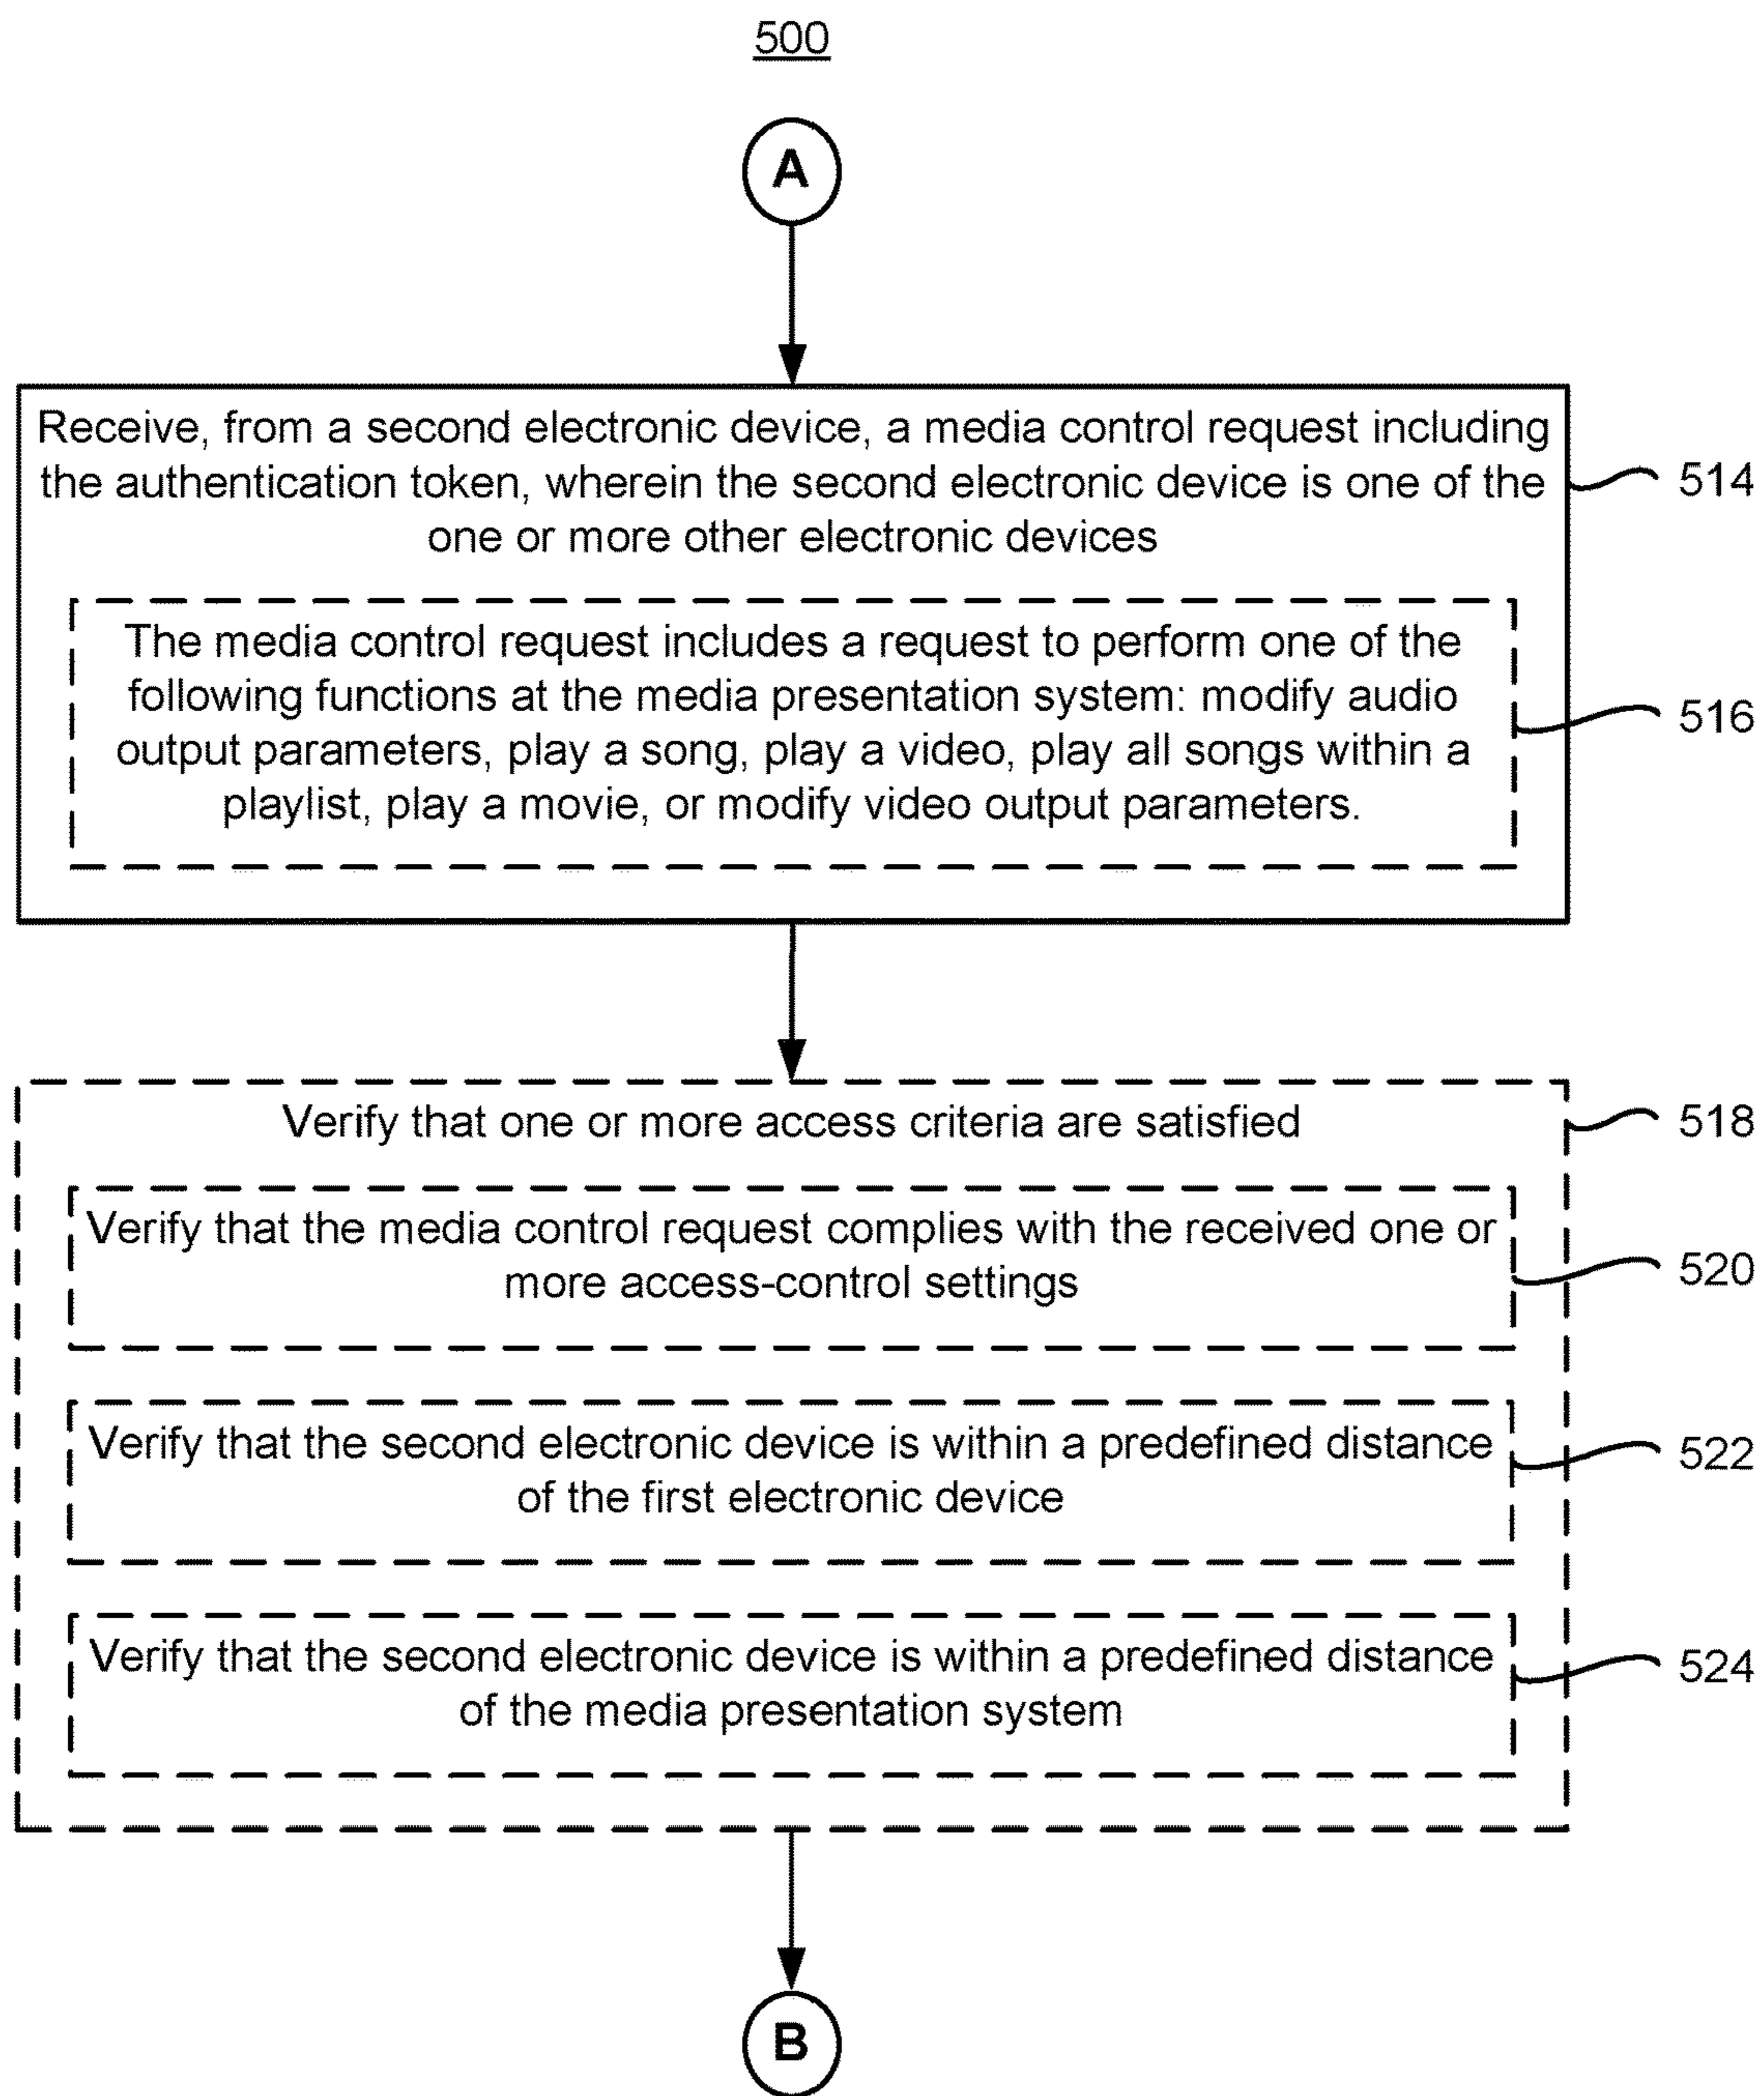 500
A
Receive, from a second electronic device, a media control request including
the authentication token, wherein the second electronic device is one of the
one or more other electronic devices
514
The media control request includes a request to perform one of the
following functions at the media presentation system: modify audio
output parameters, play a song, play a video, play all songs within a
playlist, play a movie, or modify video output parameters.
516
Verify that one or more access criteria are satisfied
518
Verify that the media control request complies with the received one or
more access-control settings
520
Verify that the second electronic device is within a predefined distance
of the first electronic device
522
Verify that the second electronic device is within a predefined distance
of the media presentation system
524
B